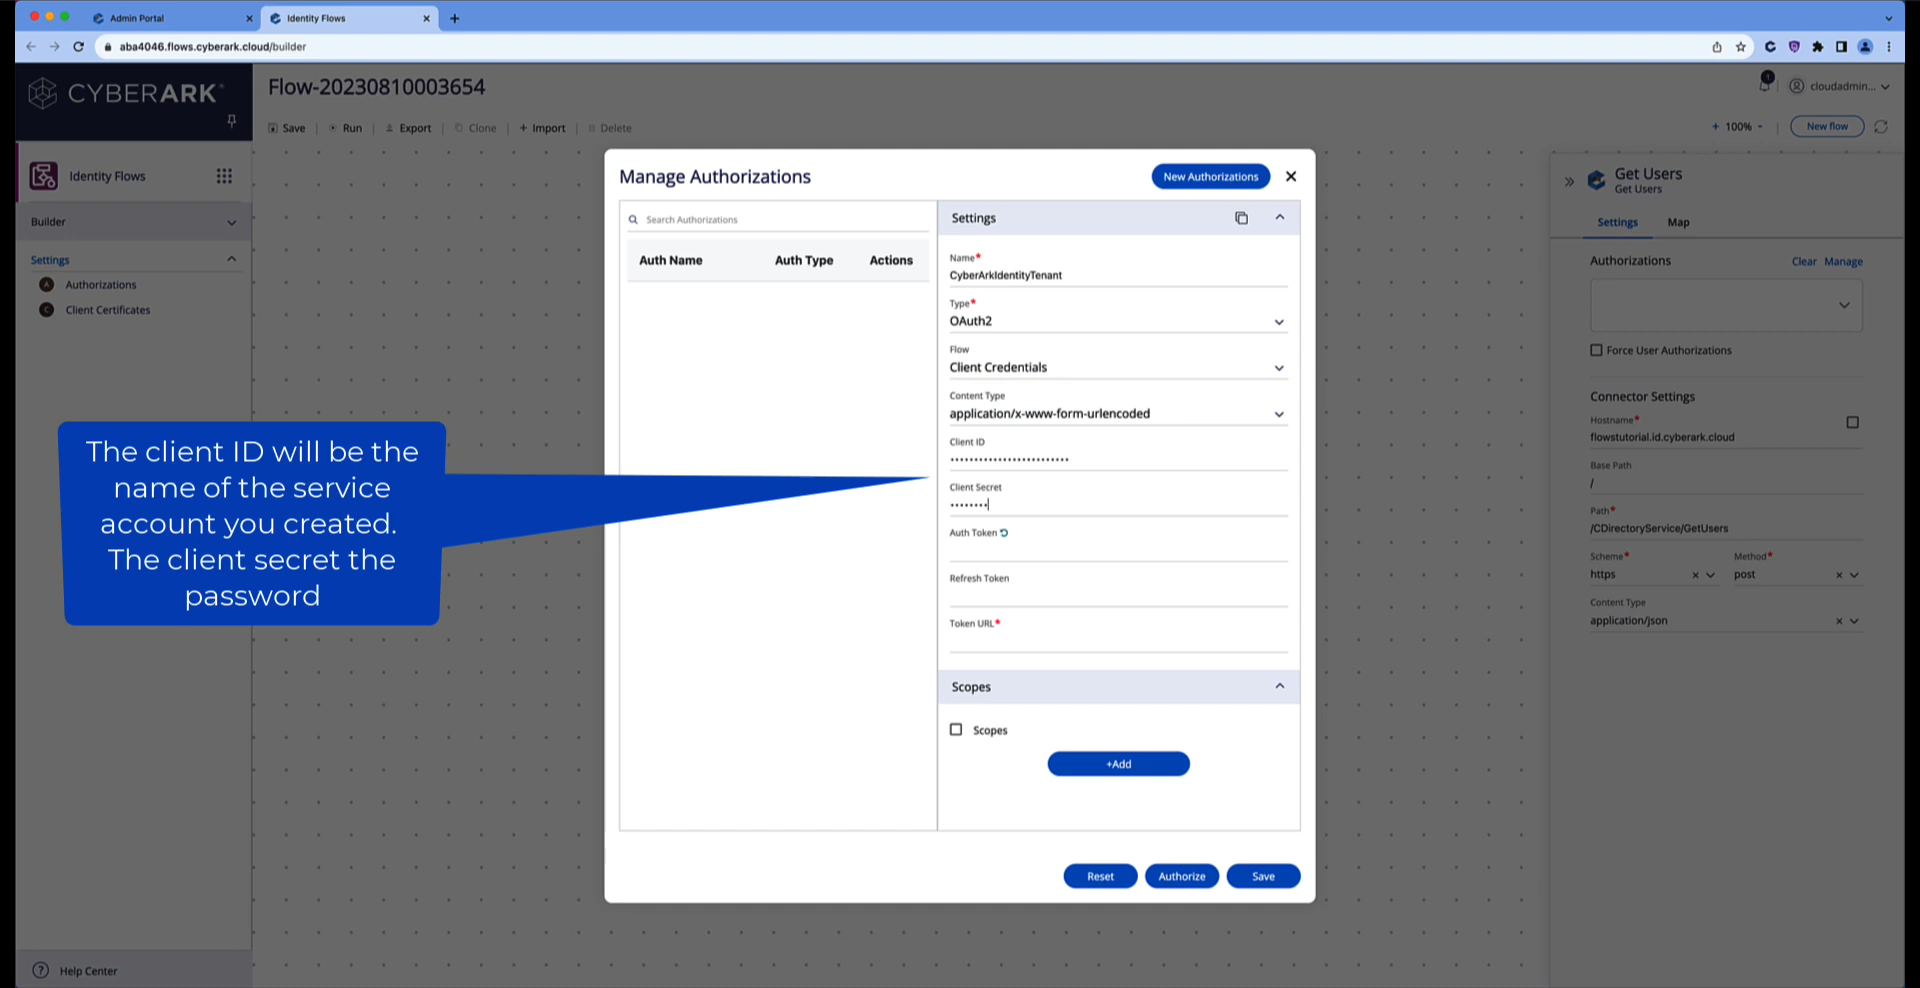 Admin Portal
Identity Flows
aba4046.flows.cyberark.cloud/builder
CYBERARK
Flow-20230810003654
1
cloudadmin...
Save
Run
Export
Clone
+ Import
Delete
+ 100% -
New flow
Identity Flows
Builder
Settings
A Authorizations
C Client Certificates
Help Center
The client ID will be the
name of the service
account you created.
The client secret the
password
Manage Authorizations
New Authorizations
Search Authorizations
Auth Name
Auth Type
Actions
Settings
Name*
CyberArkIdentityTenant
Type*
OAuth2
Flow
Client Credentials
Content Type
application/x-www-form-urlencoded
Client ID
Client Secret
Auth Token
Refresh Token
Token URL*
Scopes
Scopes
+Add
Reset
Authorize
Save
Get Users
Get Users
Settings
Map
Authorizations
Clear
Manage
Force User Authorizations
Connector Settings
Hostname*
flowstutorial.id.cyberark.cloud
Base Path
/
Path*
/CDirectoryService/GetUsers
Scheme*
Method*
https
post
Content Type
application/json